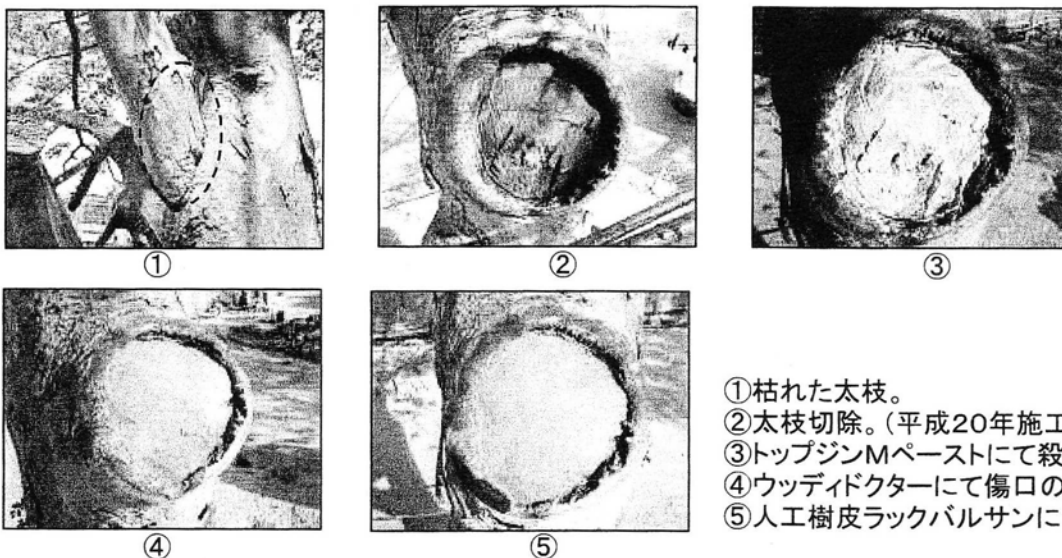 ①
②
③
④
⑤
①枯れた太枝。
②太枝切除。(平成20年施工
③トップジンMペーストにて殺
④ウッディドクターにて傷口の
⑤人工樹皮ラックバルサンに